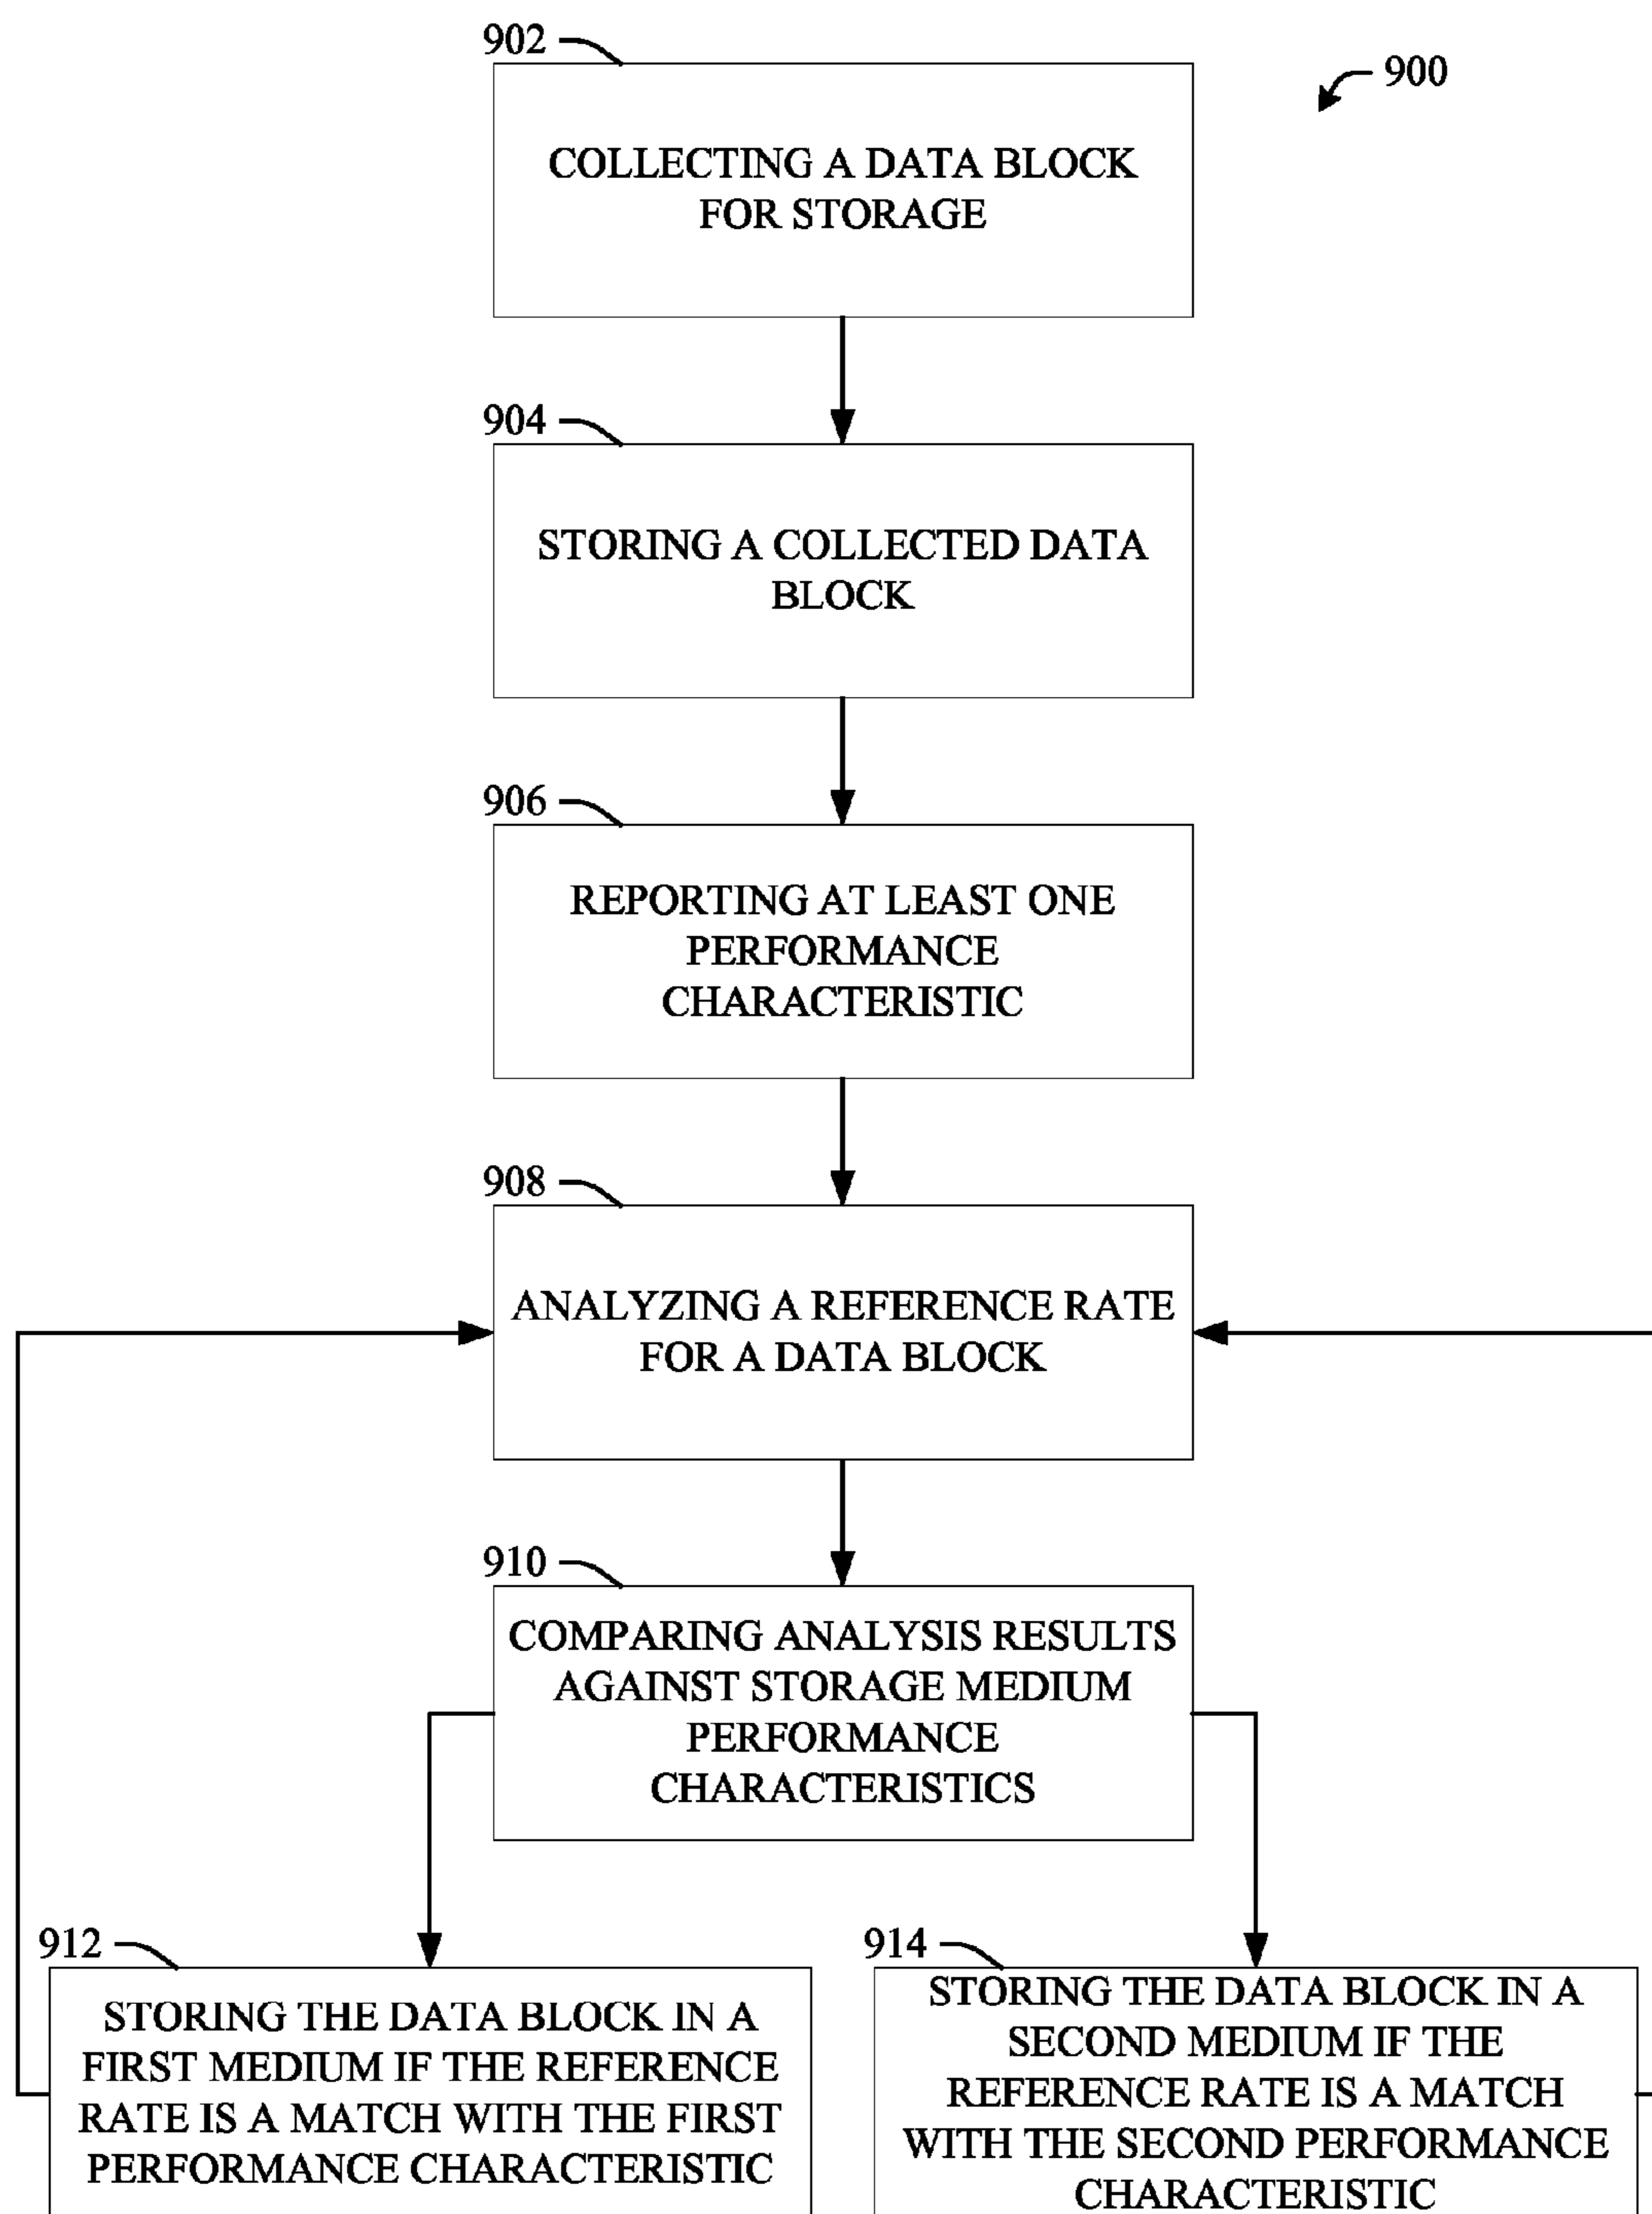 902
900
COLLECTING A DATA BLOCK
FOR STORAGE
904
STORING A COLLECTED DATA
BLOCK
906
REPORTING AT LEAST ONE
PERFORMANCE
CHARACTERISTIC
908
ANALYZING A REFERENCE RATE
FOR A DATA BLOCK
910
COMPARING ANALYSIS RESULTS
AGAINST STORAGE MEDIUM
PERFORMANCE
CHARACTERISTICS
912
STORING THE DATA BLOCK IN A
FIRST MEDIUM IF THE REFERENCE
RATE IS A MATCH WITH THE FIRST
PERFORMANCE CHARACTERISTIC
914
STORING THE DATA BLOCK IN A
SECOND MEDIUM IF THE
REFERENCE RATE IS A MATCH
WITH THE SECOND PERFORMANCE
CHARACTERISTIC